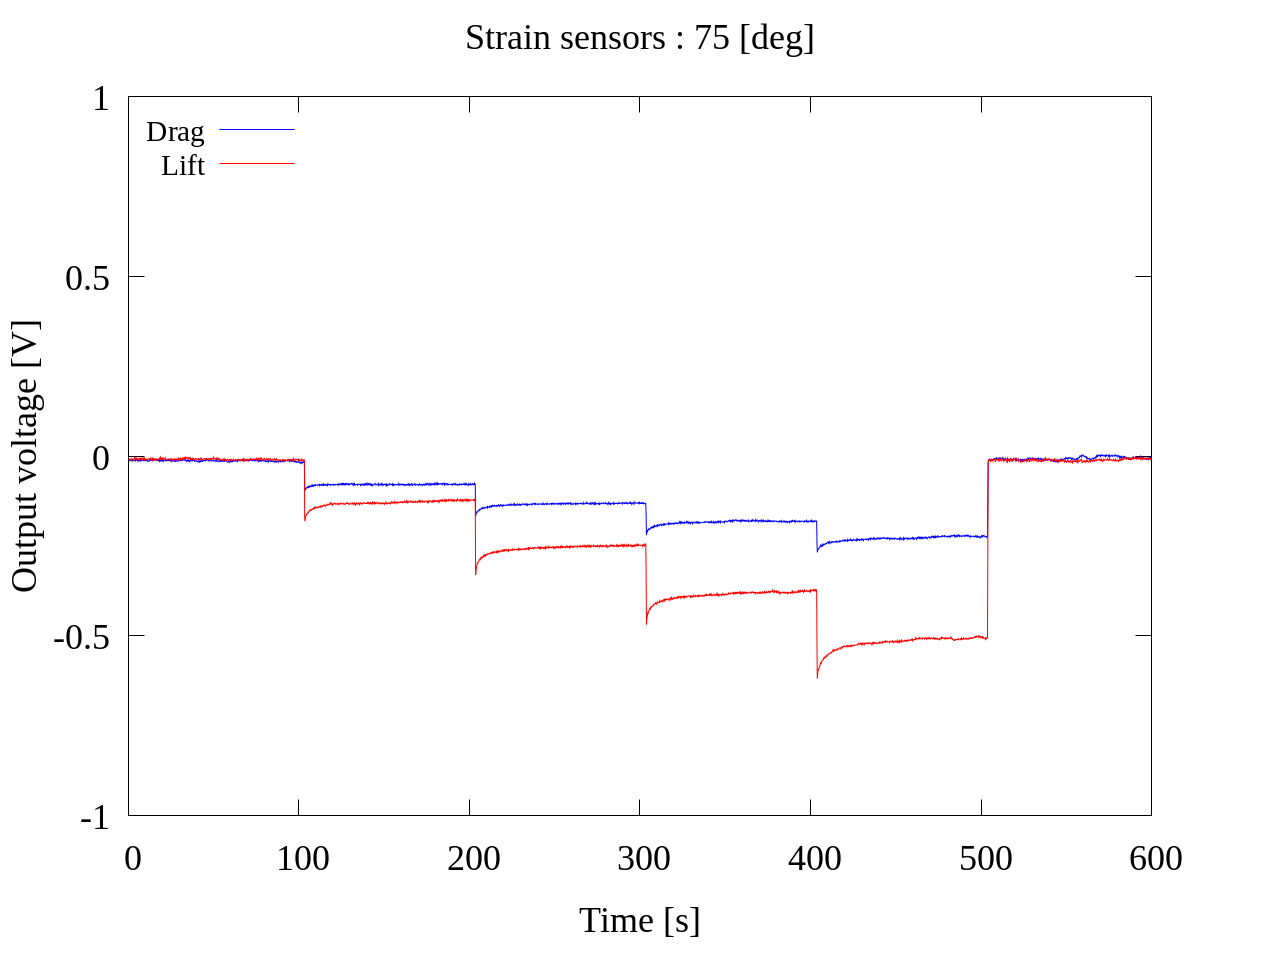 Strain sensors : 75 [deg]
1
0.5
0
-0.5
-1
Drag
Lift
Output voltage [V]
0 100 200 300 400 500 600
Time [s]